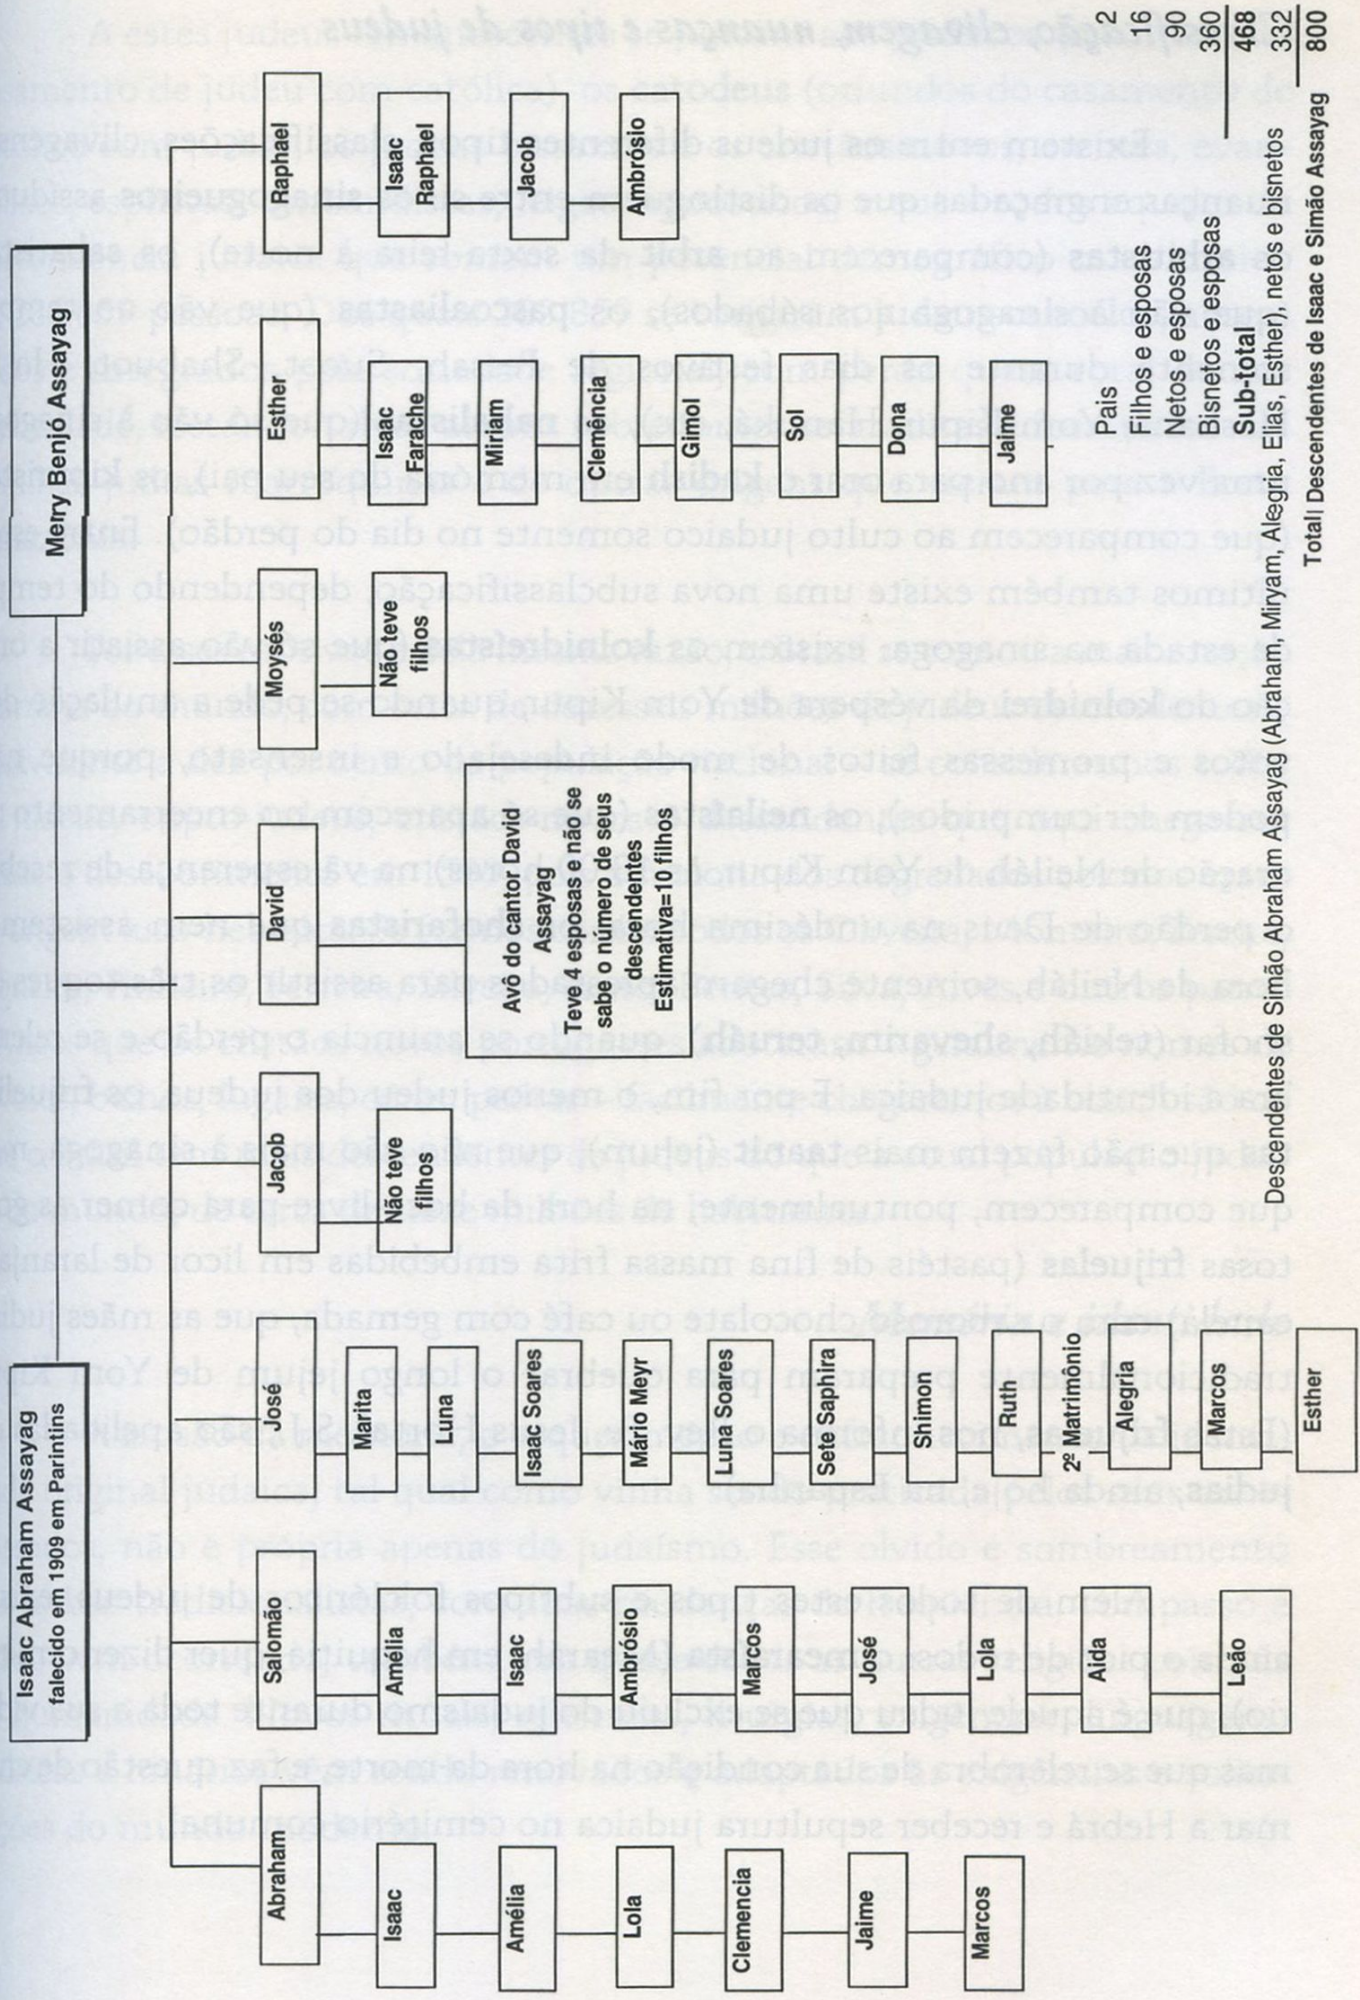 Isaac Abraham Assayag
falecido em 1909 em Parintins
Merry Benjó Assayag
Abraham
Isaac
Amélia
Lola
Clemencia
Jaime
Marcos
Salomão
Amélia
Isaac
Ambrósio
Marcos
José
Lola
Aida
Leão
José
Marita
Luna
Isaac Soares
Mário Meyr
Luna Soares
Sete Sapira
Shimon
Ruth
2º Matrimônio
Alegria
Marcos
Esther
Jacob
Não teve
filhos
David
Avô do cantor David
Assayag
Teve 4 esposas e não se
sabe o número de seus
descendentes
Estimativa=10 filhos
Moysés
Não teve
filhos
Esther
Isaac
Farache
Miriam
Clemência
Gimol
Sol
Dona
Jaime
Raphael
Isaac
Raphael
Jacob
Ambrósio
Pais 2
Filhos e esposas 16
Netos e esposas 90
Bisnetos e esposas 360
Sub-total 468
Descendentes de Simão Abraham Assayag (Abraham, Miryam, Alegria, Elias, Esther), netos e bisnetos 332
Total Descendentes de Isaac e Simão Assayag 800